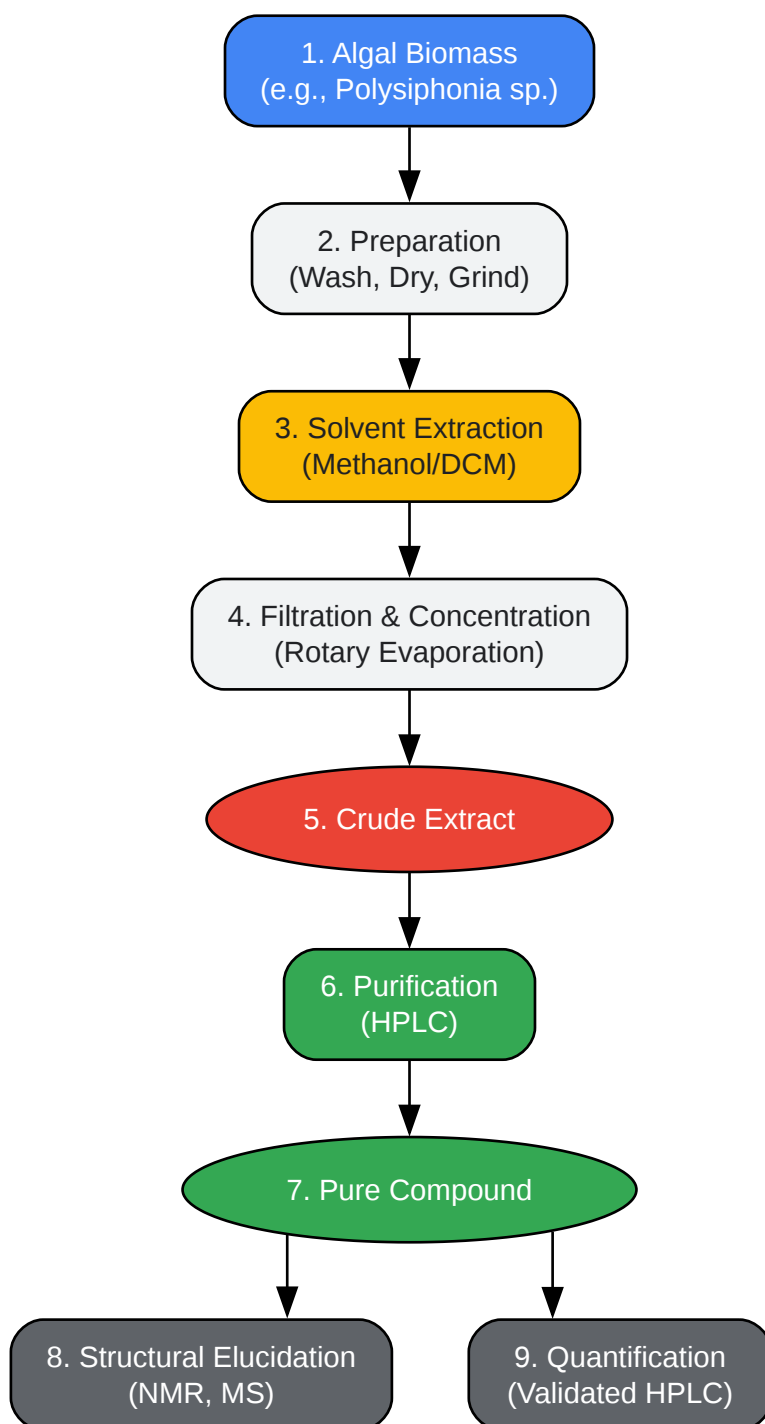 1. Algal Biomass
(e.g., Polysiphonia sp.)
2. Preparation
(Wash, Dry, Grind)
3. Solvent Extraction
(Methanol/DCM)
4. Filtration & Concentration
(Rotary Evaporation)
5. Crude Extract
6. Purification
(HPLC)
7. Pure Compound
8. Structural Elucidation
(NMR, MS)
9. Quantification
(Validated HPLC)